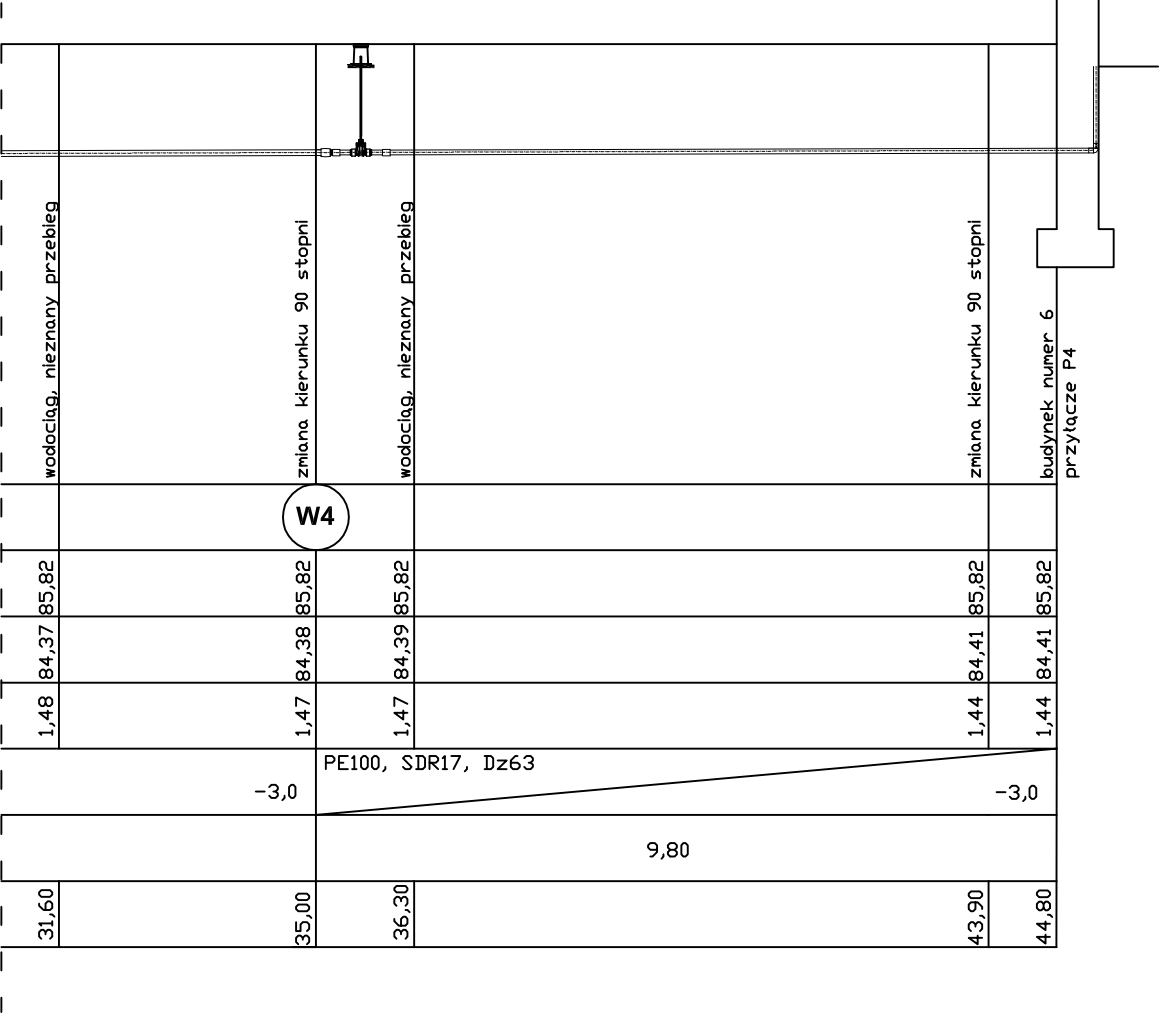 wodociąg, nieznany przebieg
zmiana kierunku 90 stopni
wodociąg, nieznany przebieg
zmiana kierunku 90 stopni
budynek numer 6
przyłącze P4
W4
85,82 85,82 85,82 85,82 85,82
84,37 84,38 84,39 84,41 84,41
1,48 1,47 1,47 1,44 1,44
PE100, SDR17, Dz63
-3,0 -3,0
9,80
31,60 35,00 36,30 43,90 44,80